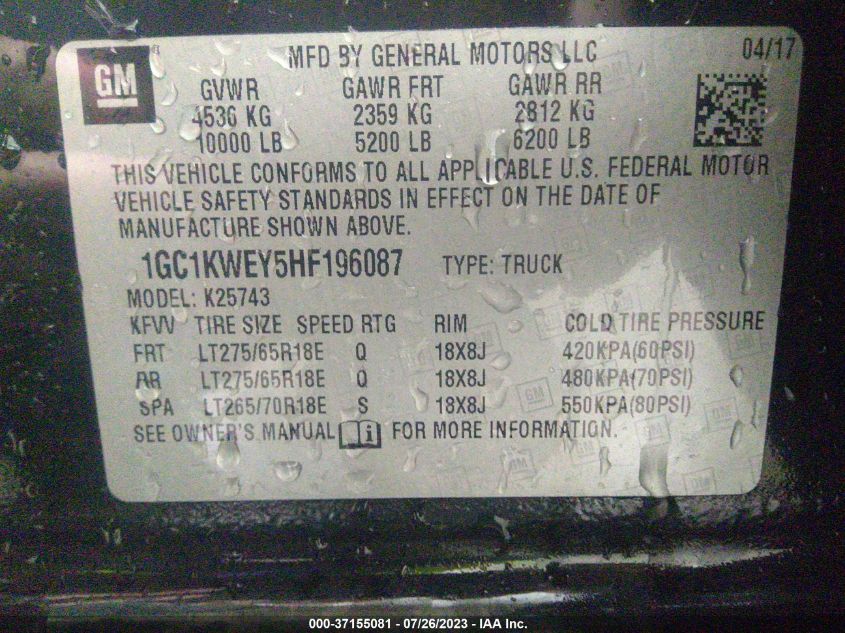 GM
MFD BY GENERAL MOTORS LLC 04/17
GVWR GAWR FRT GAWR RR
4536 KG 2359 KG 2812 KG
10000 LB 5200 LB 6200 LB
THIS VEHICLE CONFORMS TO ALL APPLICABLE U.S. FEDERAL MOTOR
VEHICLE SAFETY STANDARDS IN EFFECT ON THE DATE OF
MANUFACTURE SHOWN ABOVE.
1GC1KWEY5HF196087 TYPE: TRUCK
MODEL: K25743
KFVV TIRE SIZE SPEED RTG RIM COLD TIRE PRESSURE
FRT LT275/65R18E Q 18X8J 420KPA(60PSI)
RR LT275/65R18E Q 18X8J 480KPA(70PSI)
SPA LT265/70R18E S 18X8J 550KPA(80PSI)
SEE OWNER'S MANUAL FOR MORE INFORMATION.
000-37155081 - 07/26/2023 - IAA Inc.